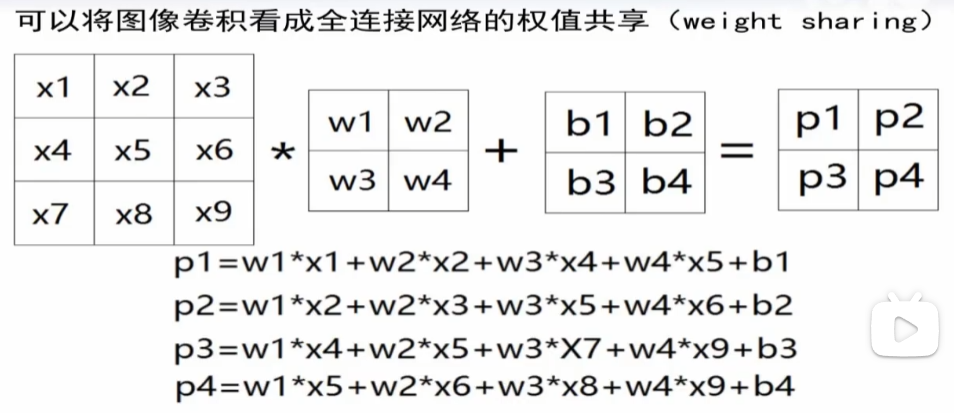 可以将图像卷积看成全连接网络的权值共享（weight sharing）
x1 x2 x3
x4 x5 x6
x7 x8 x9
*
w1 w2
w3 w4
+
b1 b2
b3 b4
=
p1 p2
p3 p4
p1=w1*x1+w2*x2+w3*x4+w4*x5+b1
p2=w1*x2+w2*x3+w3*x5+w4*x6+b2
p3=w1*x4+w2*x5+w3*X7+w4*x9+b3
p4=w1*x5+w2*x6+w3*x8+w4*x9+b4